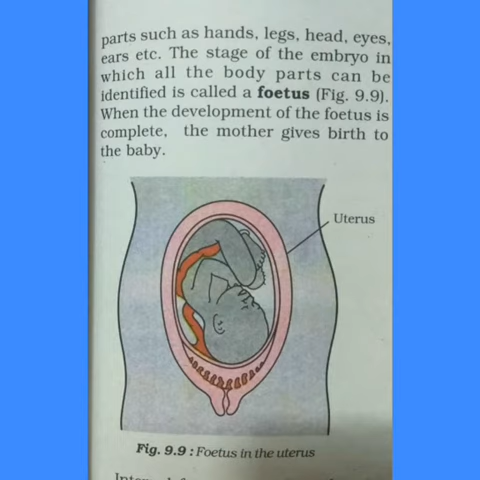 parts such as hands, legs, head, eyes,
ears etc. The stage of the embryo in
which all the body parts can be
identified is called a foetus (Fig. 9.9).
When the development of the foetus is
complete, the mother gives birth to
the baby.
Uterus
Fig. 9.9 : Foetus in the uterus